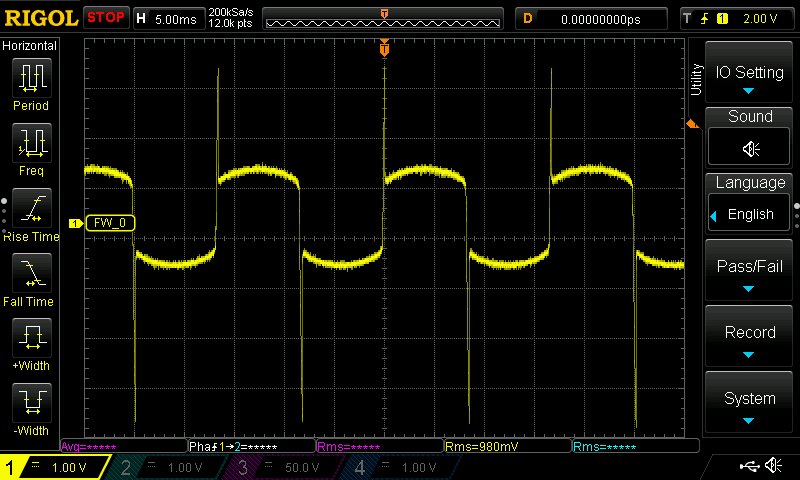 RIGOL STOP H 5.00ms 200kSa/s 12.0k pts T D 0.00000000ps T 1 2.00 V
Horizontal
Period
Freq
Rise Time
Fall Time
+Width
-Width
T
1 FW_0
Utility
IO Setting
Sound
Language
English
Pass/Fail
Record
System
Avg=***** Pha 1→2=***** Rms=***** Rms=980mV Rms=*****
1 = 1.00 V 2 = 1.00 V 3 = 50.0 V 4 = 1.00 V